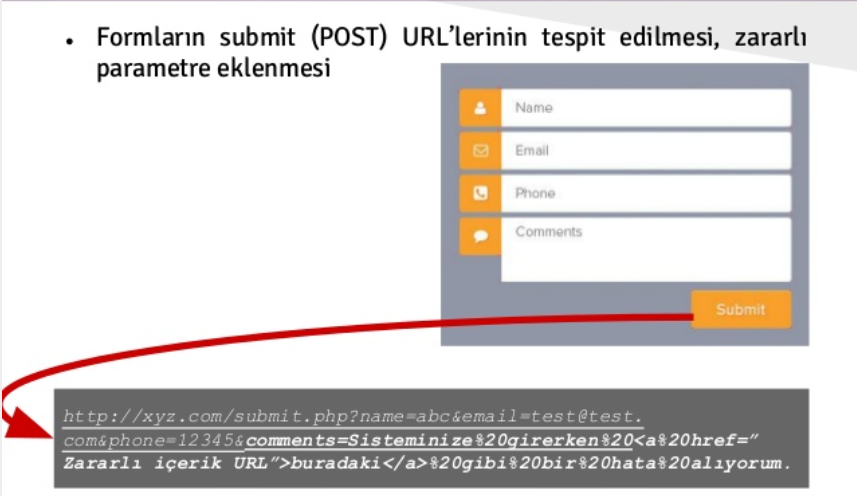 • Formların submit (POST) URL’lerinin tespit edilmesi, zararlı
parametre eklenmesi
Name
Email
Phone
Comments
Submit
http://xyz.com/submit.php?name=abc&email=test@test.
com&phone=12345&comments=Sisteminize%20girerken%20<a%20href=”
Zararlı içerik URL”>buradaki</a>%20gibi%20bir%20hata%20alıyorum.